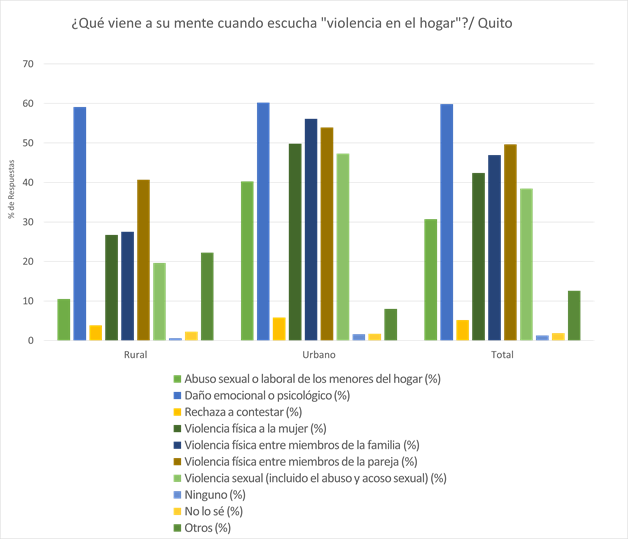 ¿Qué viene a su mente cuando escucha "violencia en el hogar"?/ Quito
70
60
50
40
30
20
10
0
% de Respuestas
Rural Urbano Total
Abuso sexual o laboral de los menores del hogar (%)
Daño emocional o psicológico (%)
Rechaza a contestar (%)
Violencia física a la mujer (%)
Violencia física entre miembros de la familia (%)
Violencia física entre miembros de la pareja (%)
Violencia sexual (incluido el abuso y acoso sexual) (%)
Ninguno (%)
No lo sé (%)
Otros (%)